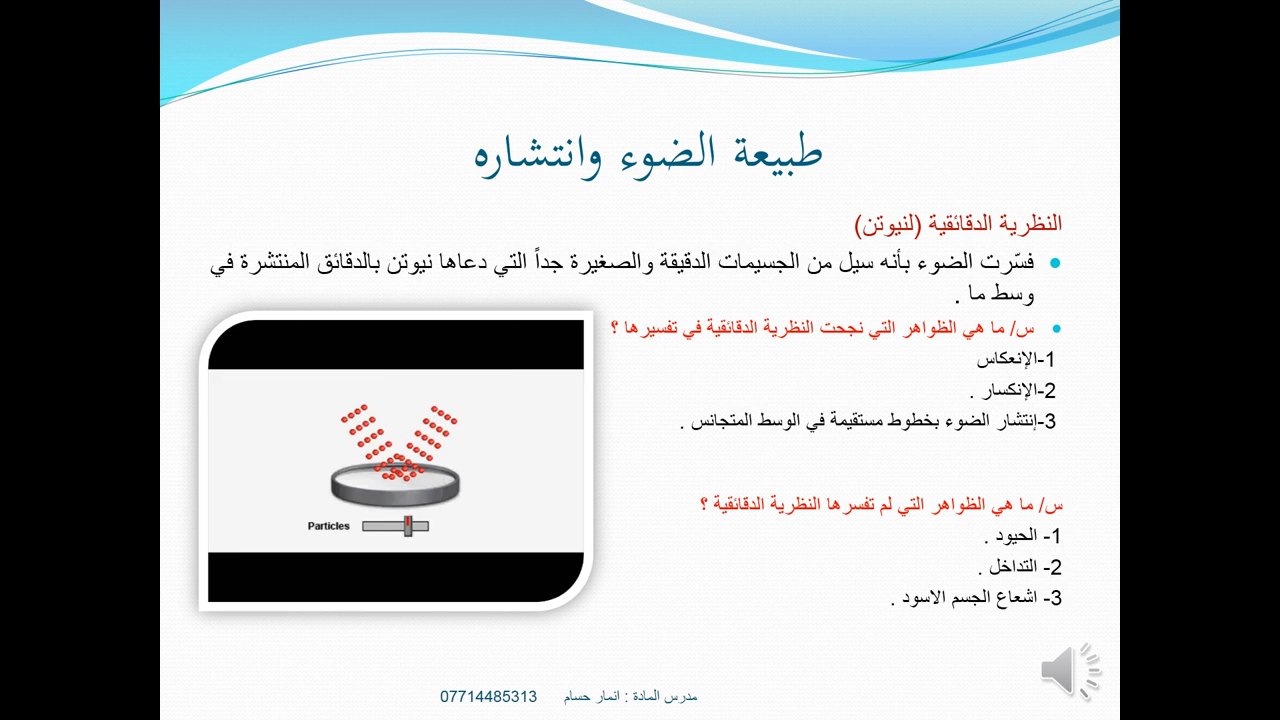 طبيعة الضوء وانتشاره
النظرية الدقائقية (لنيوتن)
فسّرت الضوء بأنه سيل من الجسيمات الدقيقة والصغيرة جداً التي دعاها نيوتن بالدقائق المنتشرة في
وسط ما .
س/ ما هي الظواهر التي نجحت النظرية الدقائقية في تفسيرها ؟
1-الإنعكاس
2-الإنكسار .
3-إنتشار الضوء بخطوط مستقيمة في الوسط المتجانس .
Particles
س/ ما هي الظواهر التي لم تفسرها النظرية الدقائقية ؟
1- الحيود .
2- التداخل .
3- اشعاع الجسم الاسود .
مدرس المادة : انمار حسام 07714485313